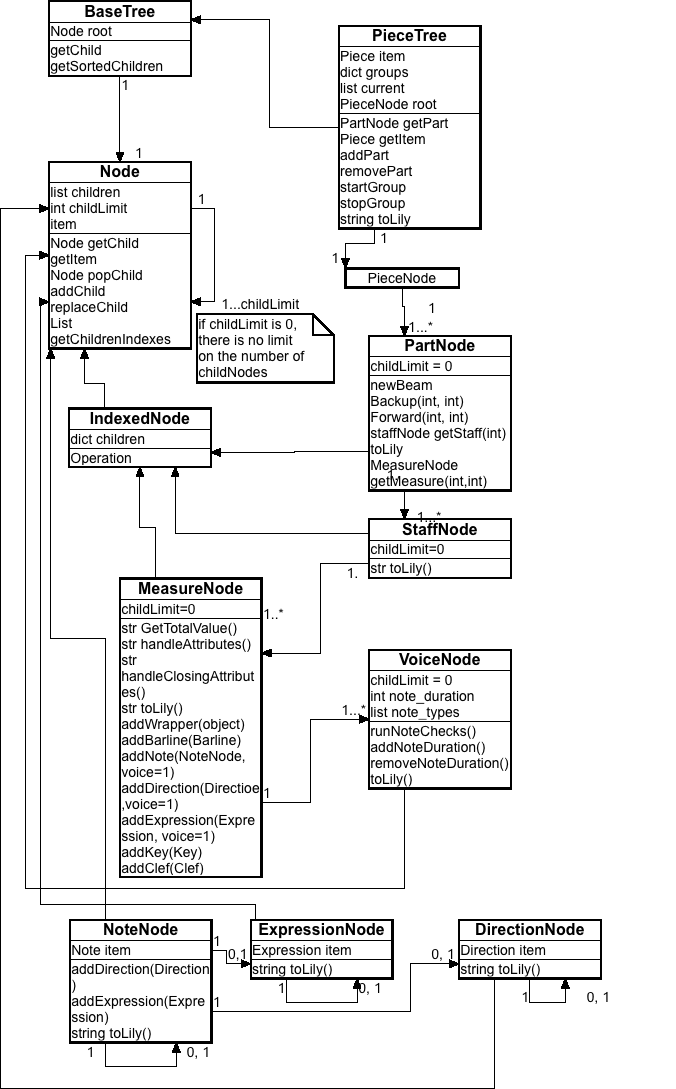 BaseTree
Node root
getChild
getSortedChildren
1
1
PieceTree
Piece item
dict groups
list current
PieceNode root
PartNode getPart
Piece getItem
addPart
removePart
startGroup
stopGroup
string toLily
1
1
PieceNode
1
1...*
Node
list children
int childLimit
item
Node getChild
getItem
Node popChild
addChild
replaceChild
List
getChildrenIndexes
1
1...childLimit
if childLimit is 0,
there is no limit
on the number of
childNodes
PartNode
childLimit = 0
newBeam
Backup(int, int)
Forward(int, int)
staffNode getStaff(int)
toLily
MeasureNode
getMeasure(int,int)
1
1...*
IndexedNode
dict children
Operation
StaffNode
childLimit=0
str toLily()
1.
1..*
MeasureNode
childLimit=0
str GetTotalValue()
str handleAttributes()
str
handleClosingAttribut
es()
str toLily()
addWrapper(object)
addBarline(Barline)
addNote(NoteNode,
voice=1)
addDirection(Directioe
,voice=1)
addExpression(Expre
ssion, voice=1)
addKey(Key)
addClef(Clef)
1
1...*
VoiceNode
childLimit = 0
int note_duration
list note_types
runNoteChecks()
addNoteDuration()
removeNoteDuration()
toLily()
NoteNode
Note item
addDirection(Direction
)
addExpression(Expre
ssion)
string toLily()
1
0,1
1
0, 1
1
0, 1
ExpressionNode
Expression item
string toLily()
1
0, 1
DirectionNode
Direction item
string toLily()
1
0, 1